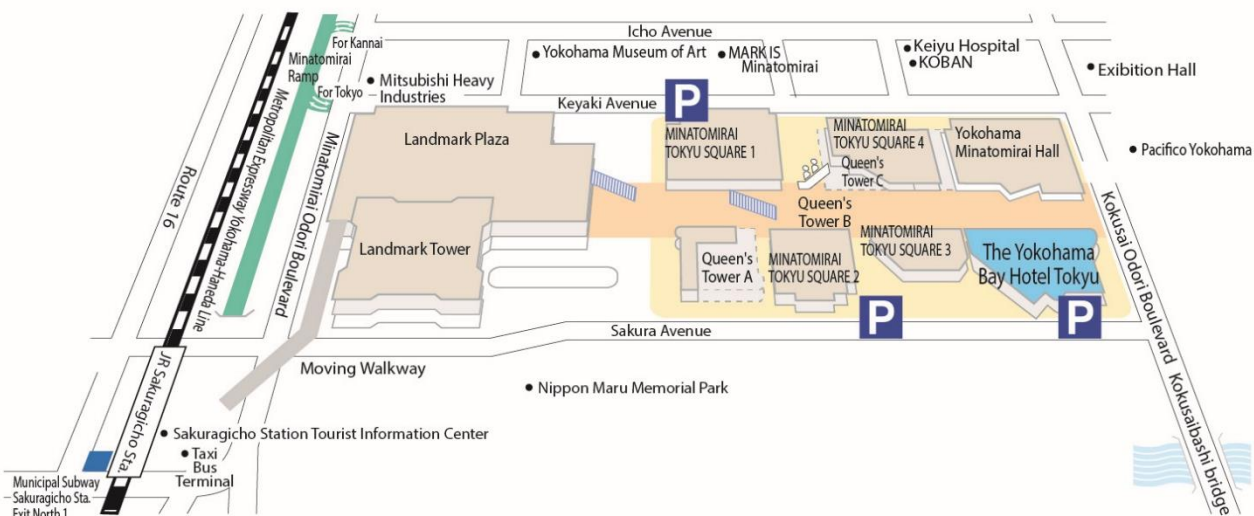 Icho Avenue
For Kannai
Minatomirai
Ramp
For Tokyo
Yokohama Museum of Art
MARK IS
Minatomirai
Keiyu Hospital
KOBAN
Exibition Hall
Mitsubishi Heavy
Industries
Keyaki Avenue
P
Landmark Plaza
MINATOMIRAI
TOKYU SQUARE 1
MINATOMIRAI
TOKYU SQUARE 4
Queen's
Tower C
Yokohama
Minatomirai Hall
Pacifico Yokohama
Route 16
Metropolitan Expressway Yokohama-Haneda Line
Minatomirai Odori Boulevard
Queen's
Tower B
Kokusai Odori Boulevard
Landmark Tower
Queen's
Tower A
MINATOMIRAI
TOKYU SQUARE 2
MINATOMIRAI
TOKYU SQUARE 3
The Yokohama
Bay Hotel Tokyu
P
P
Sakura Avenue
Moving Walkway
Nippon Maru Memorial Park
JR Sakuragicho Sta.
Sakuragicho Station Tourist Information Center
Taxi
Bus
Terminal
Kokusaibashi bridge
Municipal Subway
Sakuragicho Sta.
Exit North 1